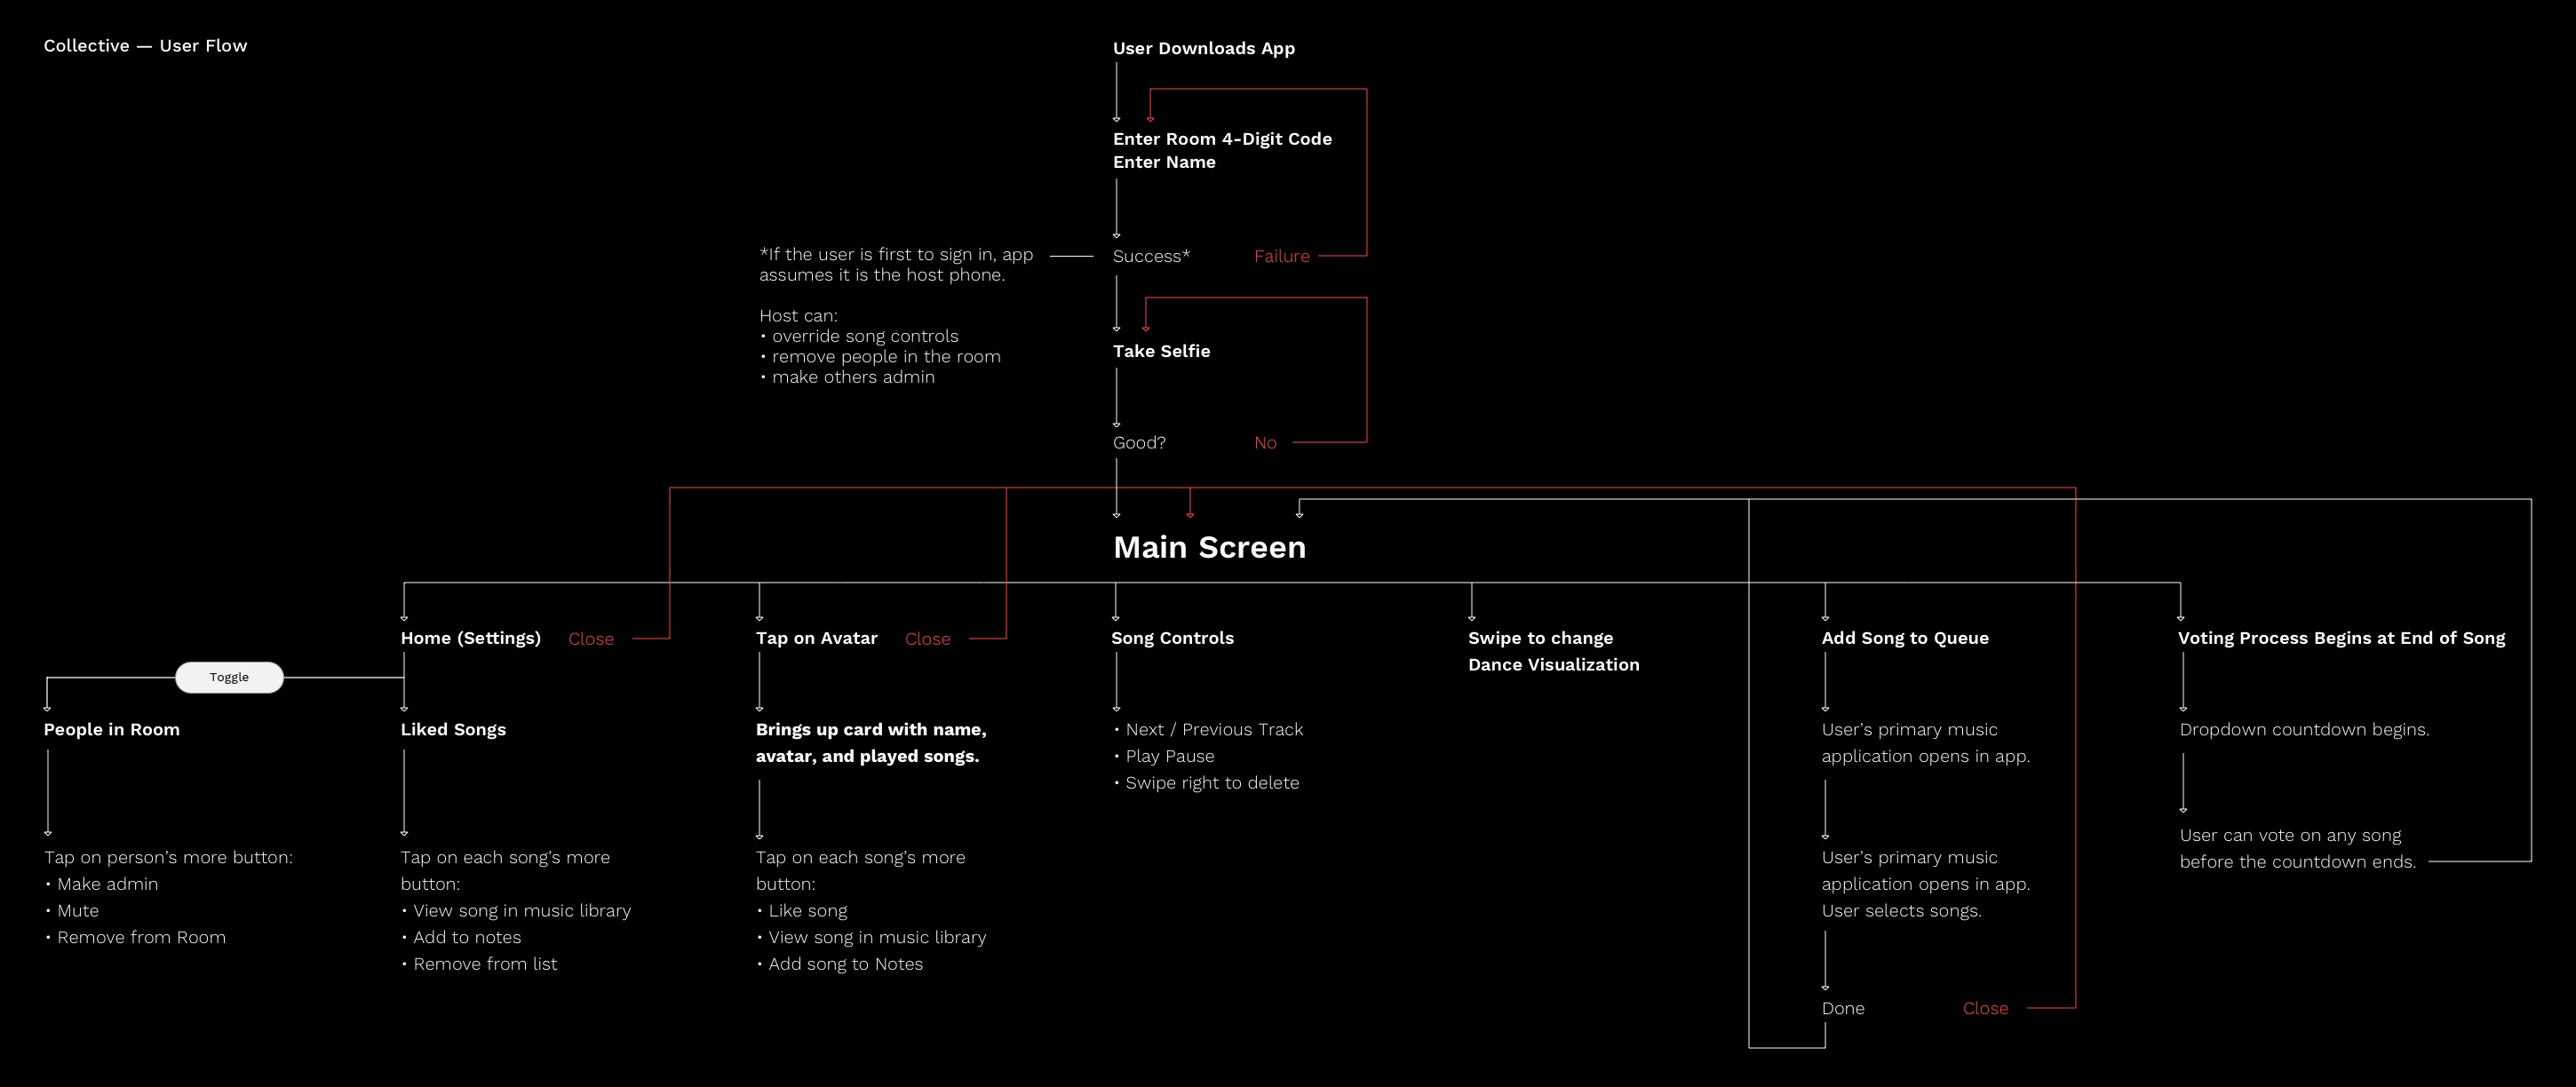 Collective — User Flow
User Downloads App
Enter Room 4-Digit Code
Enter Name
*If the user is first to sign in, app
assumes it is the host phone.
Host can:
• override song controls
• remove people in the room
• make others admin
Success*
Failure
Take Selfie
Good?
No
Main Screen
Home (Settings)
Close
Toggle
People in Room
Tap on person’s more button:
• Make admin
• Mute
• Remove from Room
Liked Songs
Tap on each song’s more
button:
• View song in music library
• Add to notes
• Remove from list
Tap on Avatar
Close
Brings up card with name,
avatar, and played songs.
Tap on each song’s more
button:
• Like song
• View song in music library
• Add song to Notes
Song Controls
• Next / Previous Track
• Play Pause
• Swipe right to delete
Swipe to change
Dance Visualization
Add Song to Queue
User’s primary music
application opens in app.
User’s primary music
application opens in app.
User selects songs.
Done
Close
Voting Process Begins at End of Song
Dropdown countdown begins.
User can vote on any song
before the countdown ends.